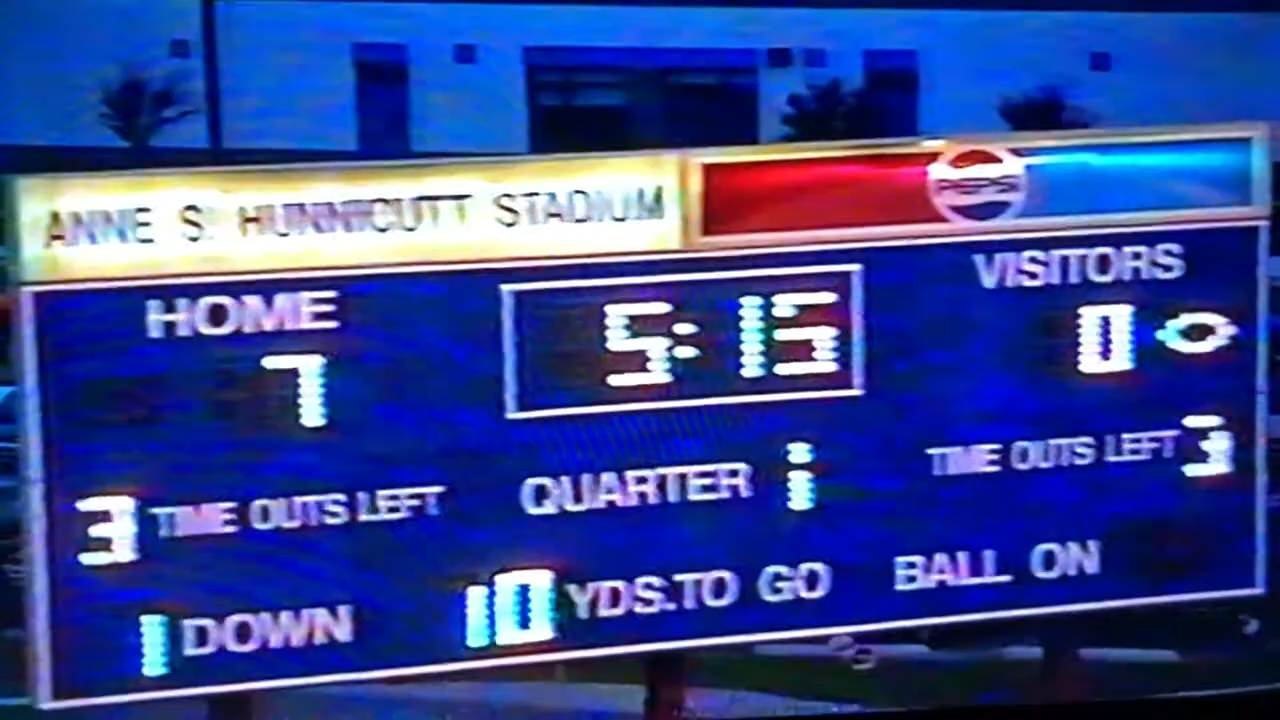 ANNE S. HUNNICUTT STADIUM
PEPSI
HOME
7
5:15
VISITORS
0
3 TIME OUTS LEFT
QUARTER 1
TIME OUTS LEFT 3
1 DOWN
10 YDS. TO GO
BALL ON